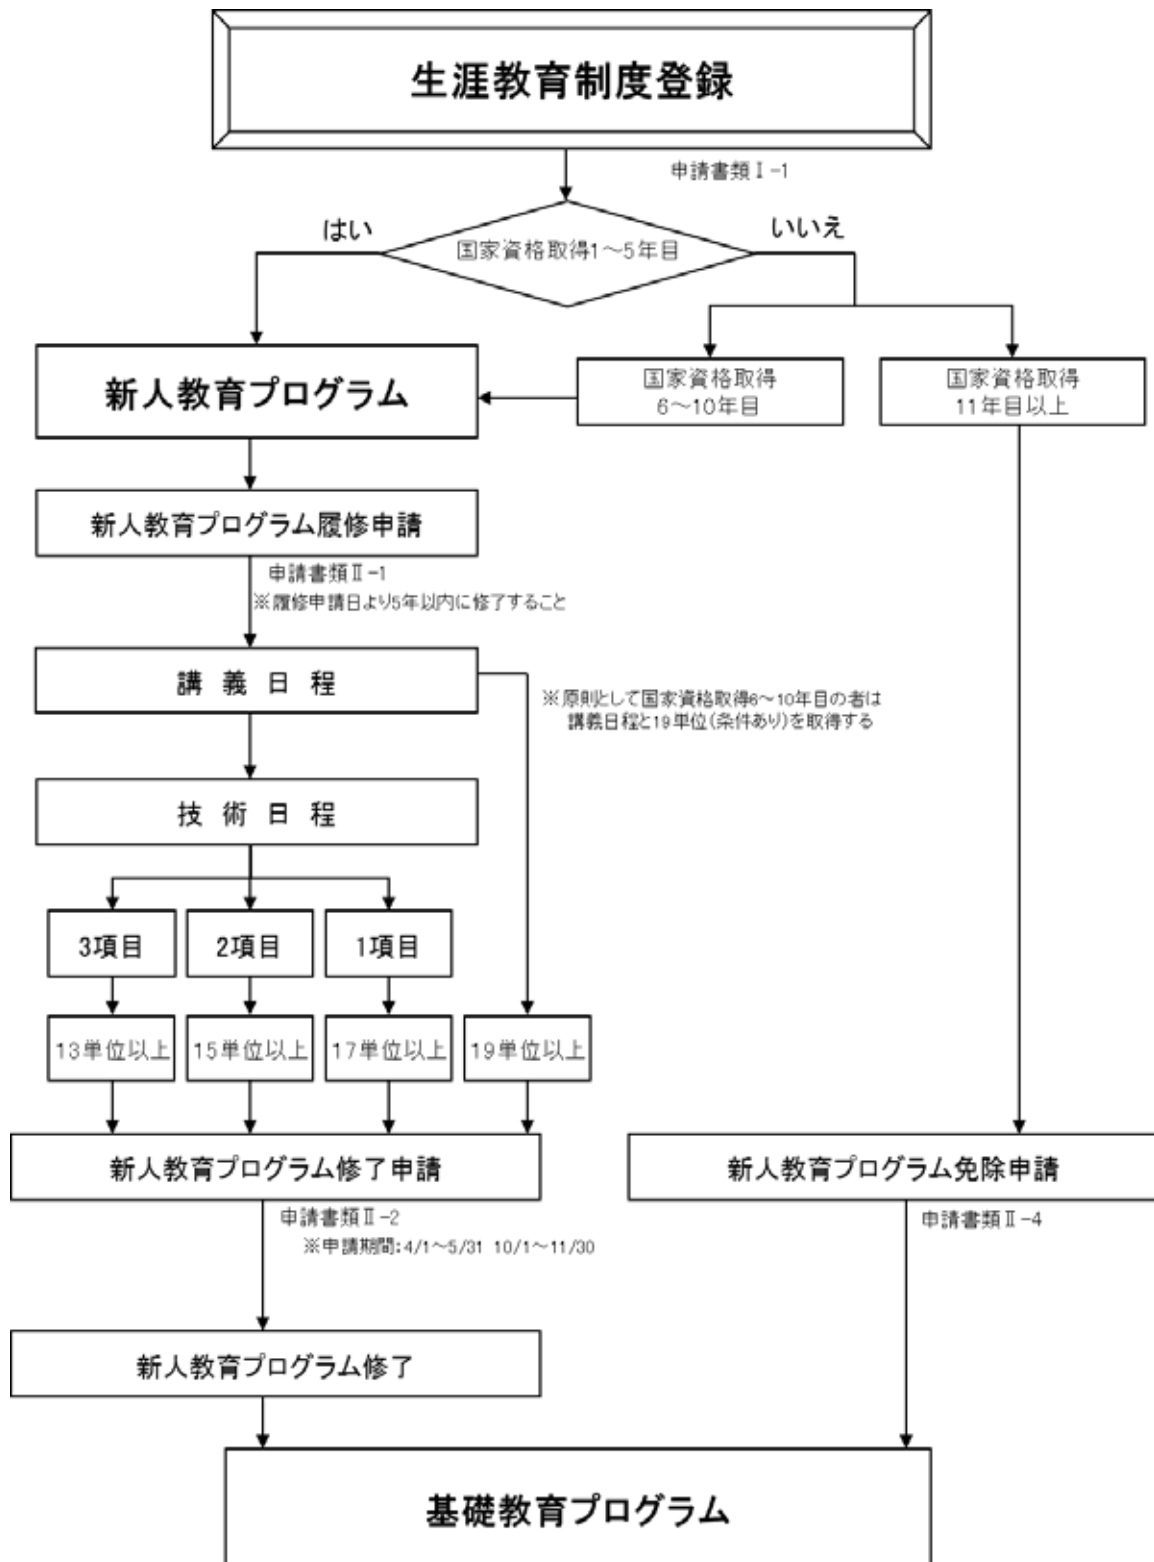 生涯教育制度登録
申請書類Ⅰ-1
はい
いいえ
国家資格取得1～5年目
新人教育プログラム
国家資格取得
6～10年目
国家資格取得
11年目以上
新人教育プログラム履修申請
申請書類Ⅱ-1
※履修申請日より5年以内に修了すること
講義日程
※原則として国家資格取得6～10年目の者は
講義日程と19単位(条件あり)を取得する
技術日程
3項目
2項目
1項目
13単位以上
15単位以上
17単位以上
19単位以上
新人教育プログラム修了申請
新人教育プログラム免除申請
申請書類Ⅱ-2
※申請期間:4/1～5/31 10/1～11/30
申請書類Ⅱ-4
新人教育プログラム修了
基礎教育プログラム